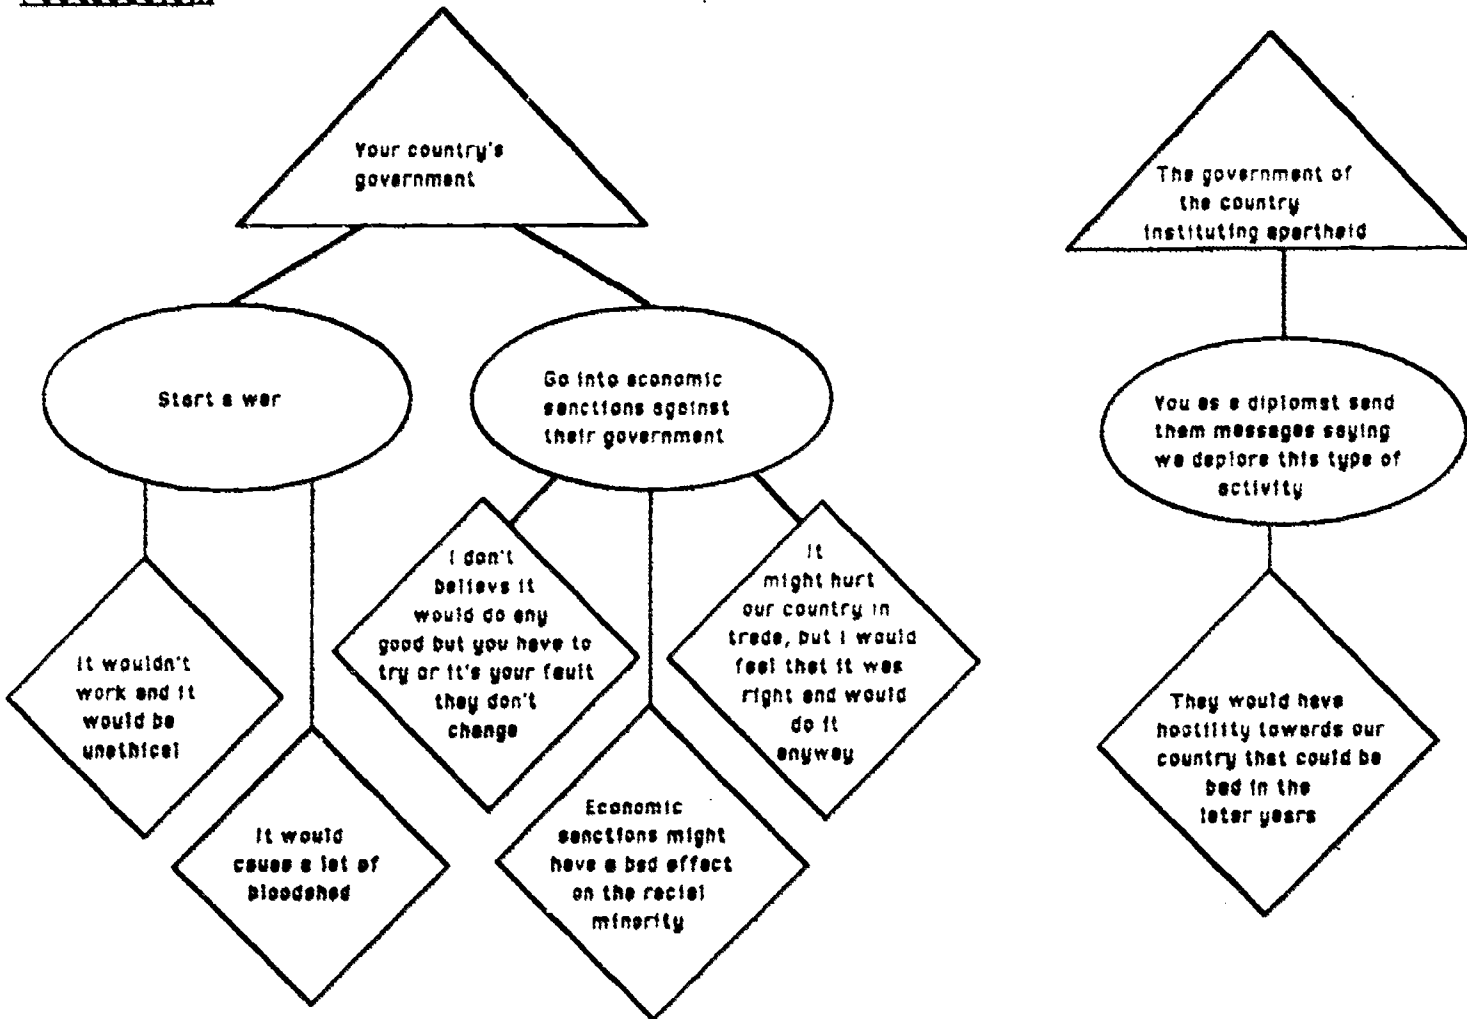 Your country's
government
The government of
the country
instituting apartheid
Start a war
Go into economic
sanctions against
their government
You as a diplomat send
them messages saying
we deplore this type of
activity
I don't
believe it
would do any
good but you have to
try or it's your fault
they don't
change
It
might hurt
our country in
trade, but I would
feel that it was
right and would
do it
anyway
It wouldn't
work and it
would be
unethical
It would
cause a lot of
bloodshed
Economic
sanctions might
have a bad effect
on the racial
minority
They would have
hostility towards our
country that could be
bad in the
later years